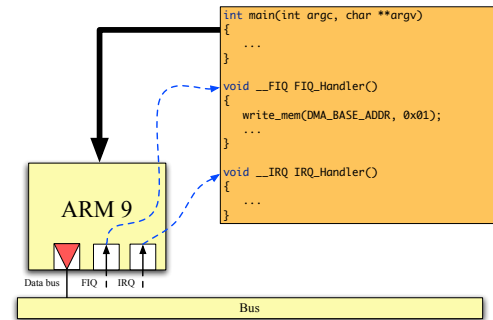 int main(int argc, char **argv)
{
...
}
void __FIQ FIQ_Handler()
{
write_mem(DMA_BASE_ADDR, 0x01);
...
}
void __IRQ IRQ_Handler()
{
...
}
ARM 9
Data bus
FIQ
IRQ
Bus